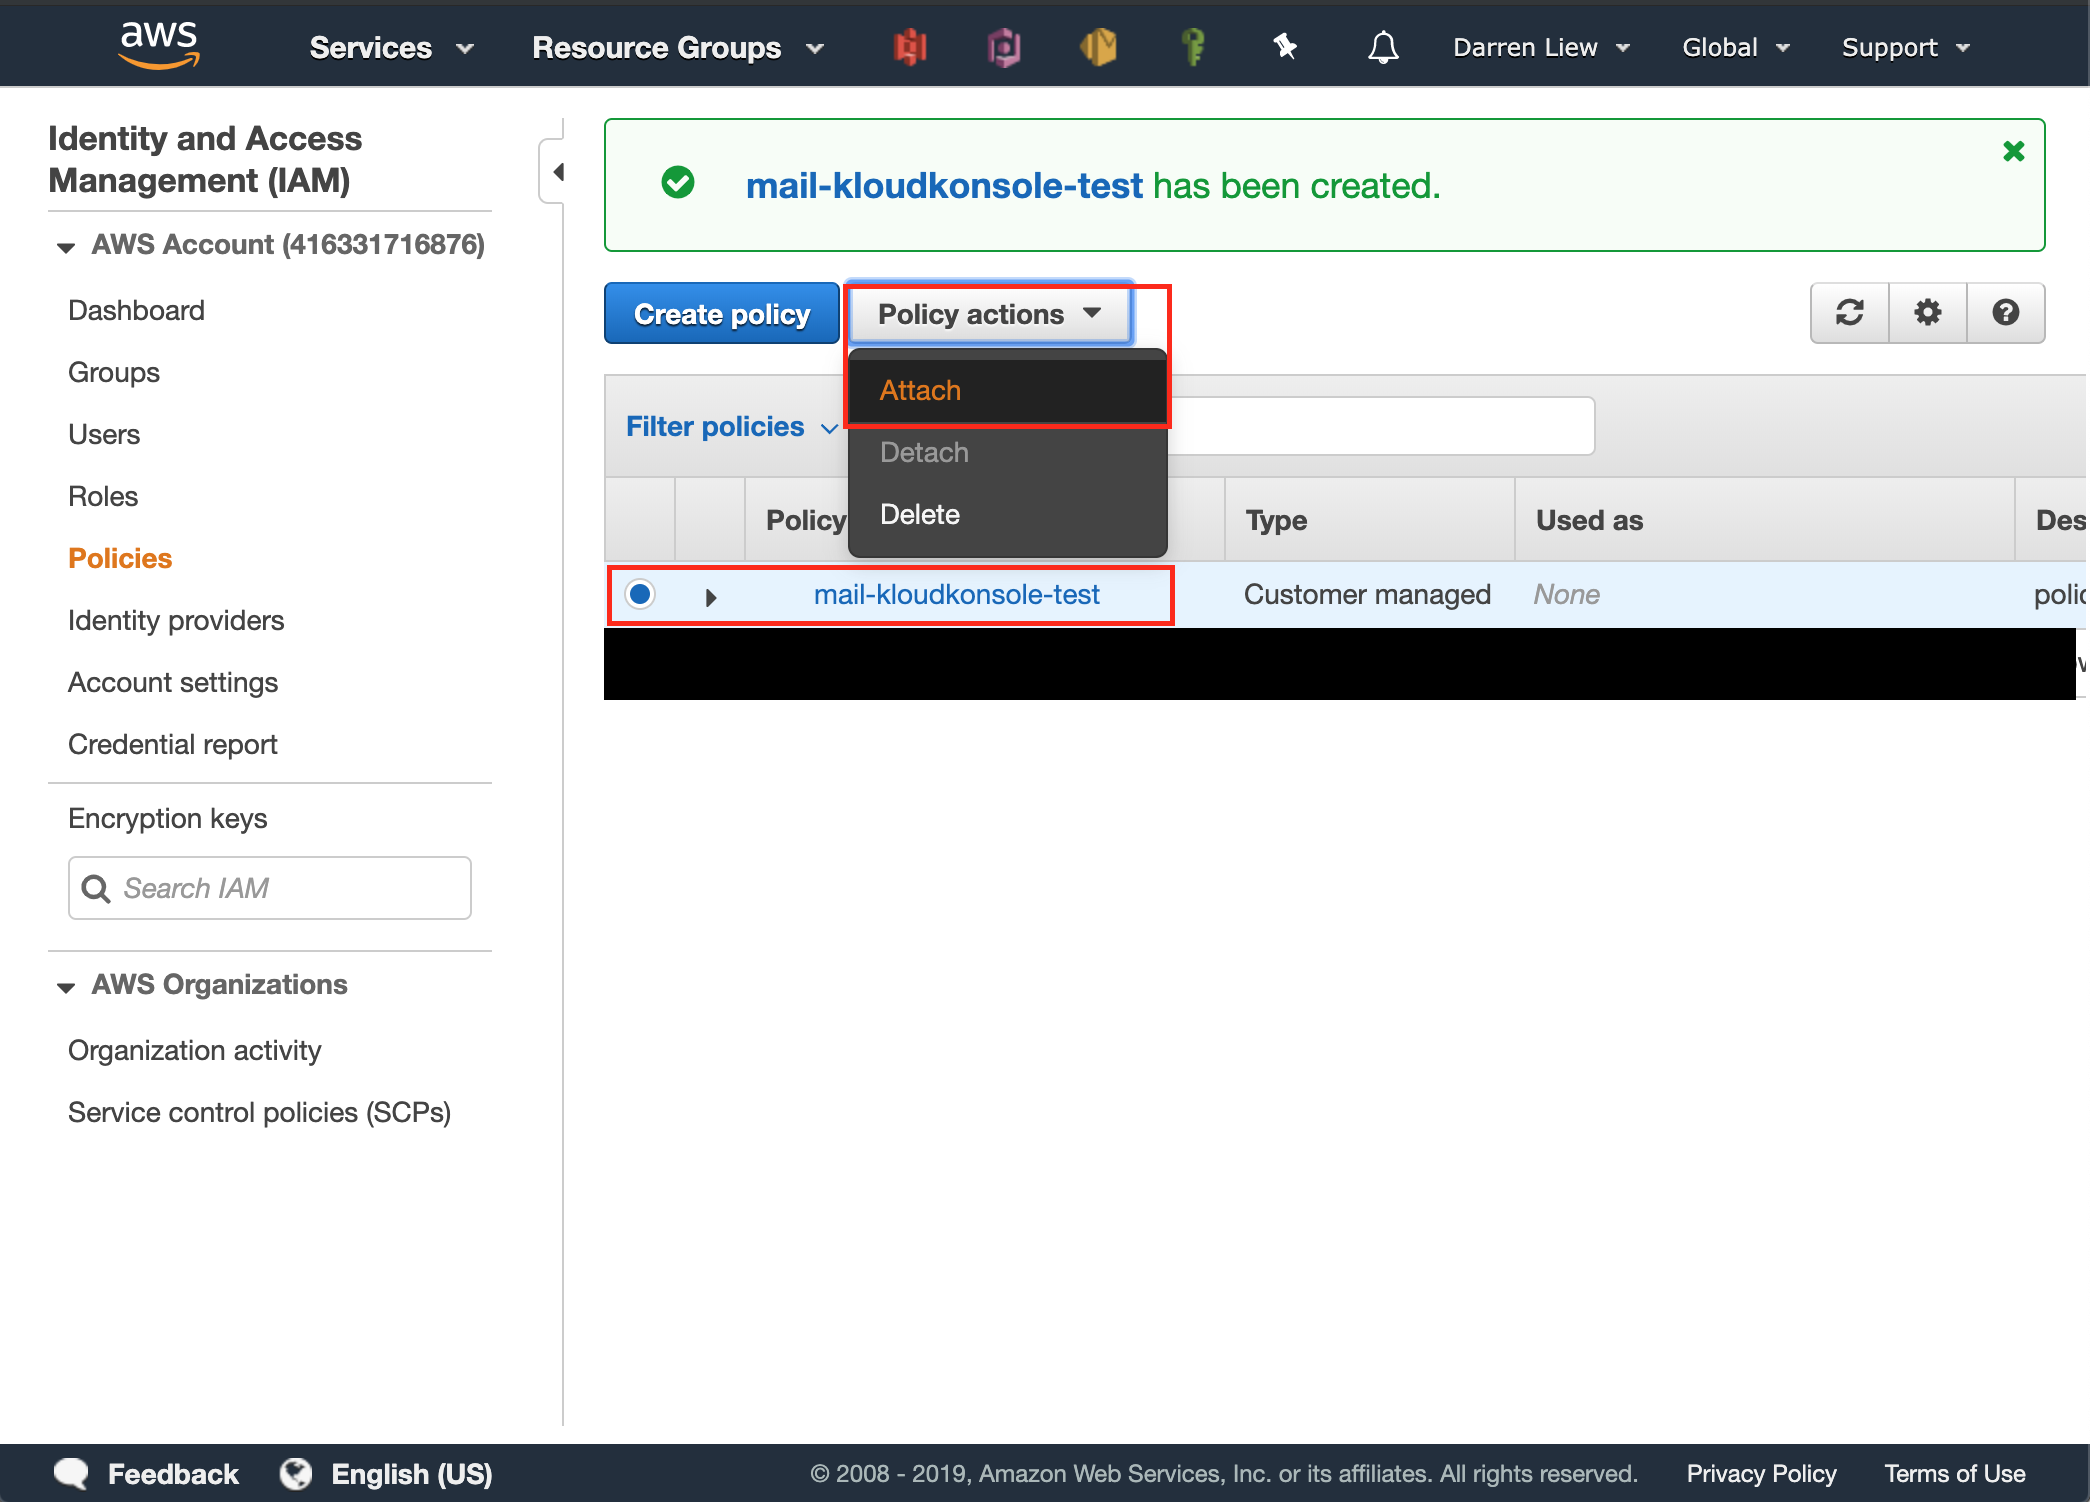 aws Services Resource Groups Darren Liew Global Support
Identity and Access
Management (IAM)
AWS Account (416331716876)
Dashboard
Groups
Users
Roles
Policies
Identity providers
Account settings
Credential report
Encryption keys
Search IAM
AWS Organizations
Organization activity
Service control policies (SCPs)
mail-kloudkonsole-test has been created.
Create policy Policy actions
Attach
Detach
Delete
Filter policies
Policy Type Used as Des
mail-kloudkonsole-test Customer managed None polic
Feedback English (US) © 2008 - 2019, Amazon Web Services, Inc. or its affiliates. All rights reserved. Privacy Policy Terms of Use